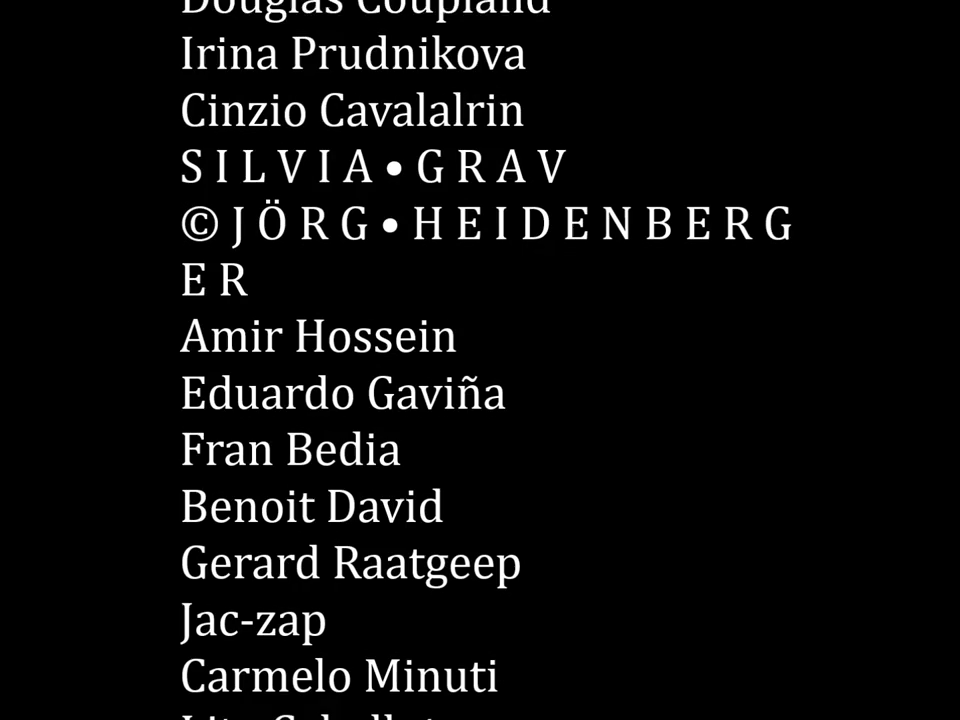 Douglas Coupland
Irina Prudnikova
Cinzio Cavalalrin
S I L V I A • G R A V
© J Ö R G • H E I D E N B E R G
E R
Amir Hossein
Eduardo Gaviña
Fran Bedia
Benoit David
Gerard Raatgeep
Jac-zap
Carmelo Minuti